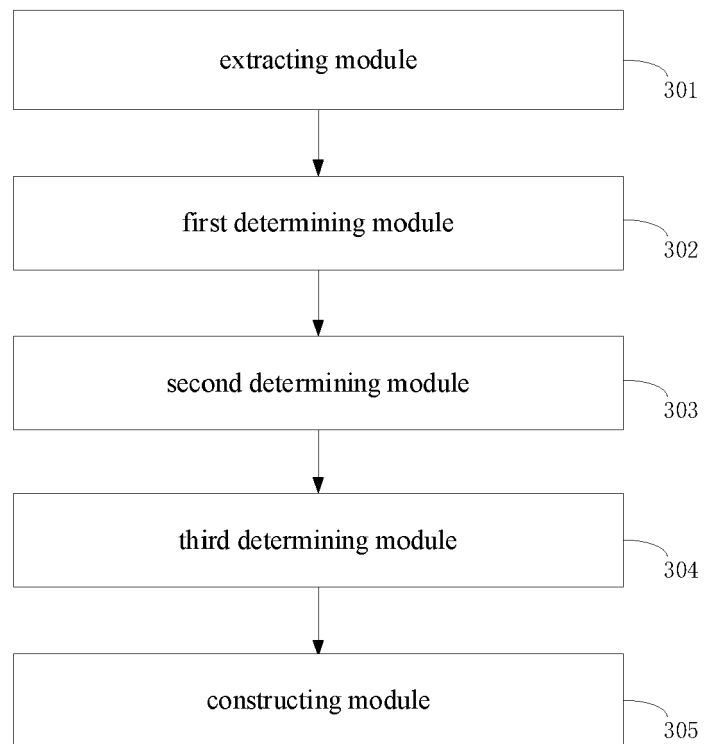 extracting module
301
first determining module
302
second determining module
303
third determining module
304
constructing module
305